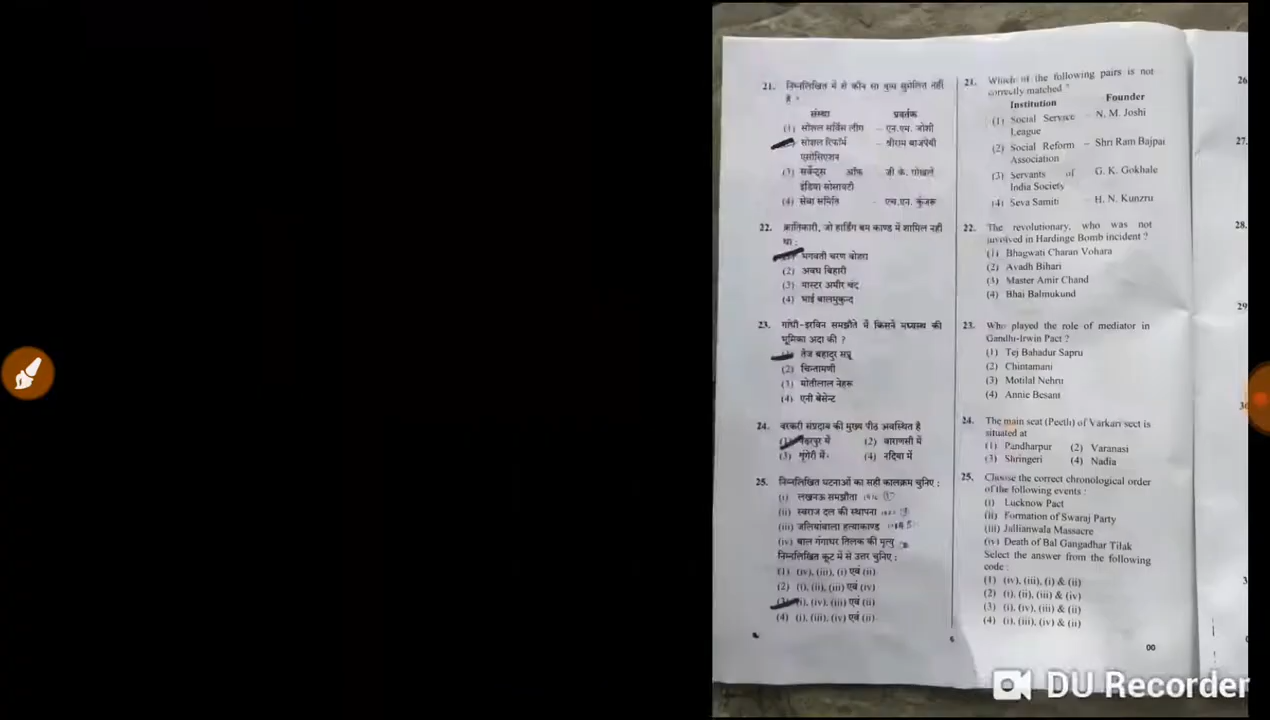 21. निम्नलिखित में से कौन सा युग्म सुमेलित नहीं
है ?
संस्था प्रवर्तक
(1) सोशल सर्विस लीग – एन.एम. जोशी
सोशल रिफॉर्म – श्रीराम बाजपेयी
एसोसिएशन
(3) सर्वेन्ट्स ऑफ जी के. गोखले
इंडिया सोसायटी
(4) सेवा समिति - एच.एन. कुंजरू
22. क्रांतिकारी, जो हार्डिंग बम काण्ड में शामिल नहीं
था :
भगवती चरण वोहरा
(2) अवध बिहारी
(3) मास्टर अमीर चंद
(4) भाई बालमुकुन्द
23. गांधी-इरविन समझौते में किसने मध्यस्थ की
भूमिका अदा की ?
तेज बहादुर सप्रू
(2) चिन्तामणी
(3) मोतीलाल नेहरू
(4) एनी बेसेन्ट
24. वरकरी संप्रदाय की मुख्य पीठ अवस्थित है
(1) पंढरपुर में (2) वाराणसी में
(3) शृंगेरी में (4) नदिया में
25. निम्नलिखित घटनाओं का सही कालक्रम चुनिए :
(i) लखनऊ समझौता 1916
(ii) स्वराज दल की स्थापना
(iii) जलियांवाला हत्याकाण्ड
(iv) बाल गंगाधर तिलक की मृत्यु
निम्नलिखित कूट में से उत्तर चुनिए :
(1) (iv), (iii), (i) एवं (ii)
(2) (i), (ii), (iii) एवं (iv)
(3) (i), (iv), (iii) एवं (ii)
(4) (i), (iii), (iv) एवं (ii)
21. Which of the following pairs is not
correctly matched ?
Institution Founder
(1) Social Service – N. M. Joshi
League
(2) Social Reform – Shri Ram Bajpai
Association
(3) Servants of G. K. Gokhale
India Society
(4) Seva Samiti - H. N. Kunzru
22. The revolutionary, who was not
involved in Hardinge Bomb incident ?
(1) Bhagwati Charan Vohara
(2) Avadh Bihari
(3) Master Amir Chand
(4) Bhai Balmukund
23. Who played the role of mediator in
Gandhi-Irwin Pact ?
(1) Tej Bahadur Sapru
(2) Chintamani
(3) Motilal Nehru
(4) Annie Besant
24. The main seat (Peeth) of Varkari sect is
situated at
(1) Pandharpur (2) Varanasi
(3) Shringeri (4) Nadia
25. Choose the correct chronological order
of the following events :
(i) Lucknow Pact
(ii) Formation of Swaraj Party
(iii) Jallianwala Massacre
(iv) Death of Bal Gangadhar Tilak
Select the answer from the following
code :
(1) (iv), (iii), (i) & (ii)
(2) (i), (ii), (iii) & (iv)
(3) (i), (iv), (iii) & (ii)
(4) (i), (iii), (iv) & (ii)
00
26
27.
28.
29
30
3
DU Recorder